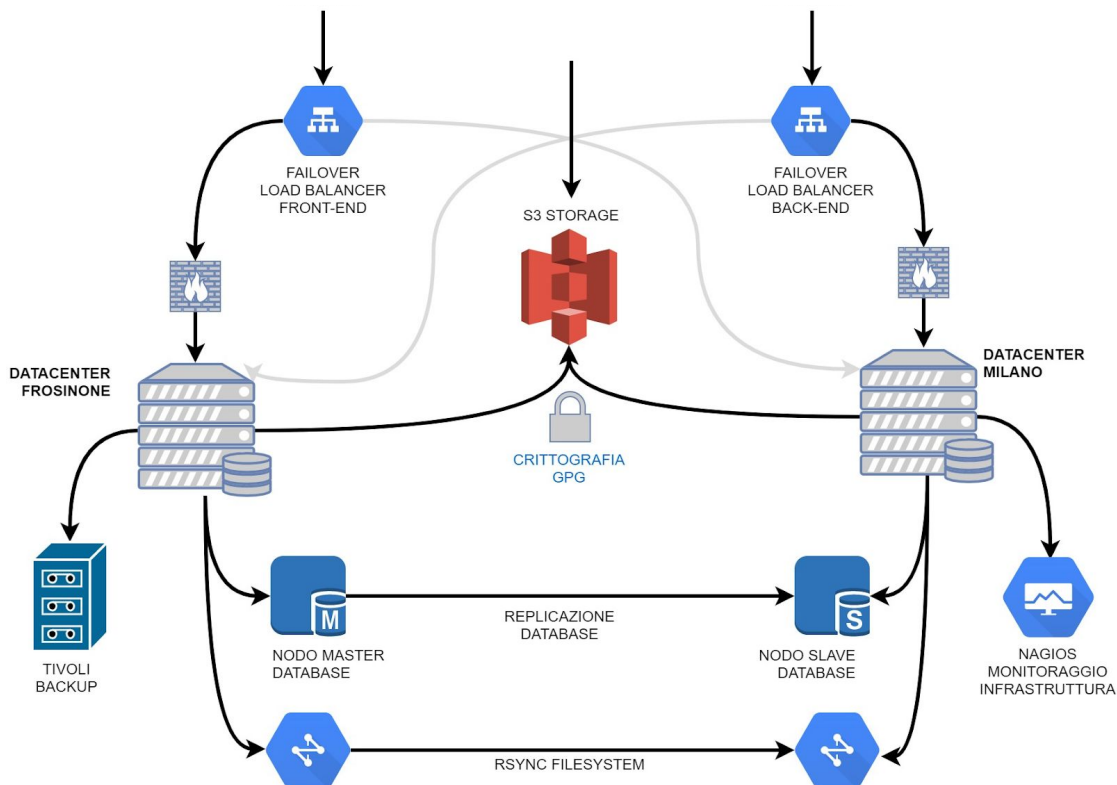 FAILOVER
LOAD BALANCER
FRONT-END
FAILOVER
LOAD BALANCER
BACK-END
S3 STORAGE
DATACENTER
FROSINONE
DATACENTER
MILANO
CRITTOGRAFIA
GPG
M
REPLICAZIONE
DATABASE
S
TIVOLI
BACKUP
NODO MASTER
DATABASE
NODO SLAVE
DATABASE
NAGIOS
MONITORAGGIO
INFRASTRUTTURA
RSYNC FILESYSTEM